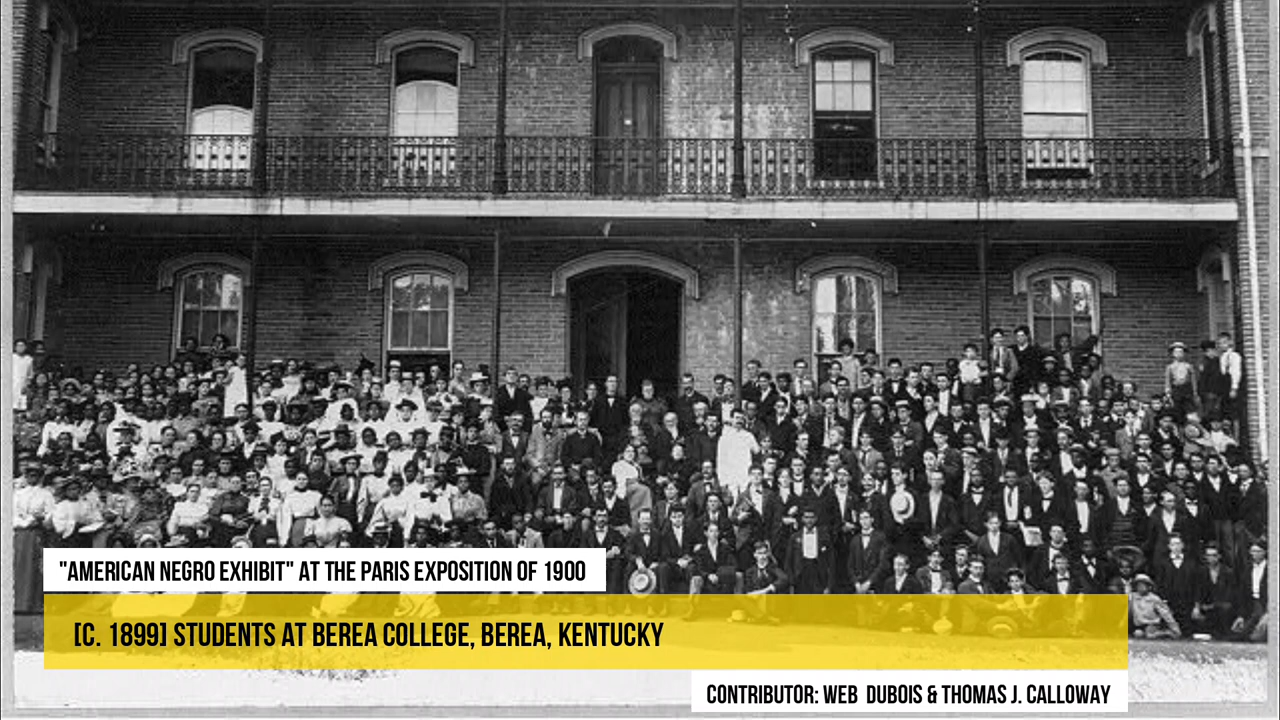 "AMERICAN NEGRO EXHIBIT" AT THE PARIS EXPOSITION OF 1900
[C. 1899] STUDENTS AT BEREA COLLEGE, BEREA, KENTUCKY
CONTRIBUTOR: WEB DUBOIS & THOMAS J. CALLOWAY